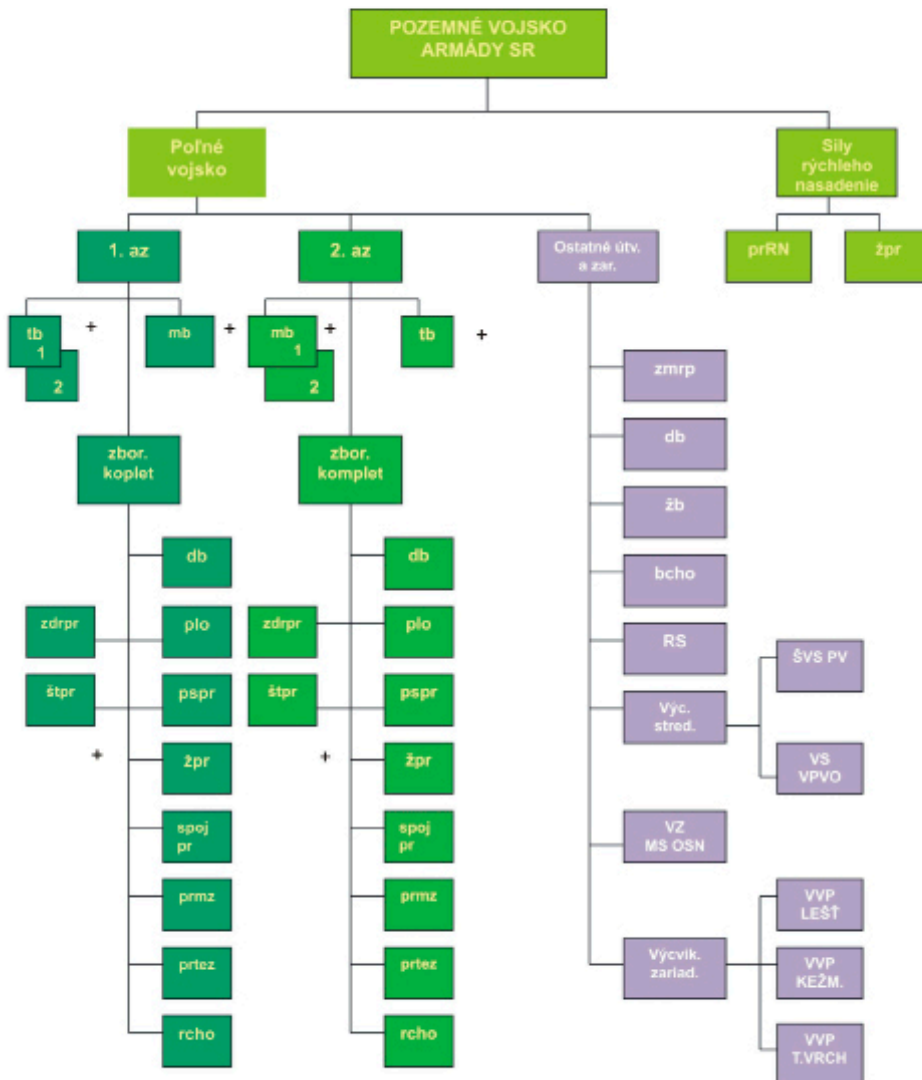 POZEMNÉ VOJSKO
ARMÁDY SR
Poľné
vojsko
Sily
rýchleho
nasadenie
1. az
2. az
Ostatné útv.
a zar.
prRN
žpr
tb
1
2
+
mb
+
mb
1
2
+
tb
+
zbor.
koplet
zbor.
komplet
db
zdrpr
plo
štpr
pspr
+
žpr
spoj
pr
prmz
prtez
rcho
db
zdrpr
plo
štpr
pspr
+
žpr
spoj
pr
prmz
prtez
rcho
zmrp
db
žb
bcho
RS
Výc.
stred.
ŠVS PV
VS
VPVO
VZ
MS OSN
Výcvik.
zariad.
VVP
LEŠŤ
VVP
KEŽM.
VVP
T.VRCH